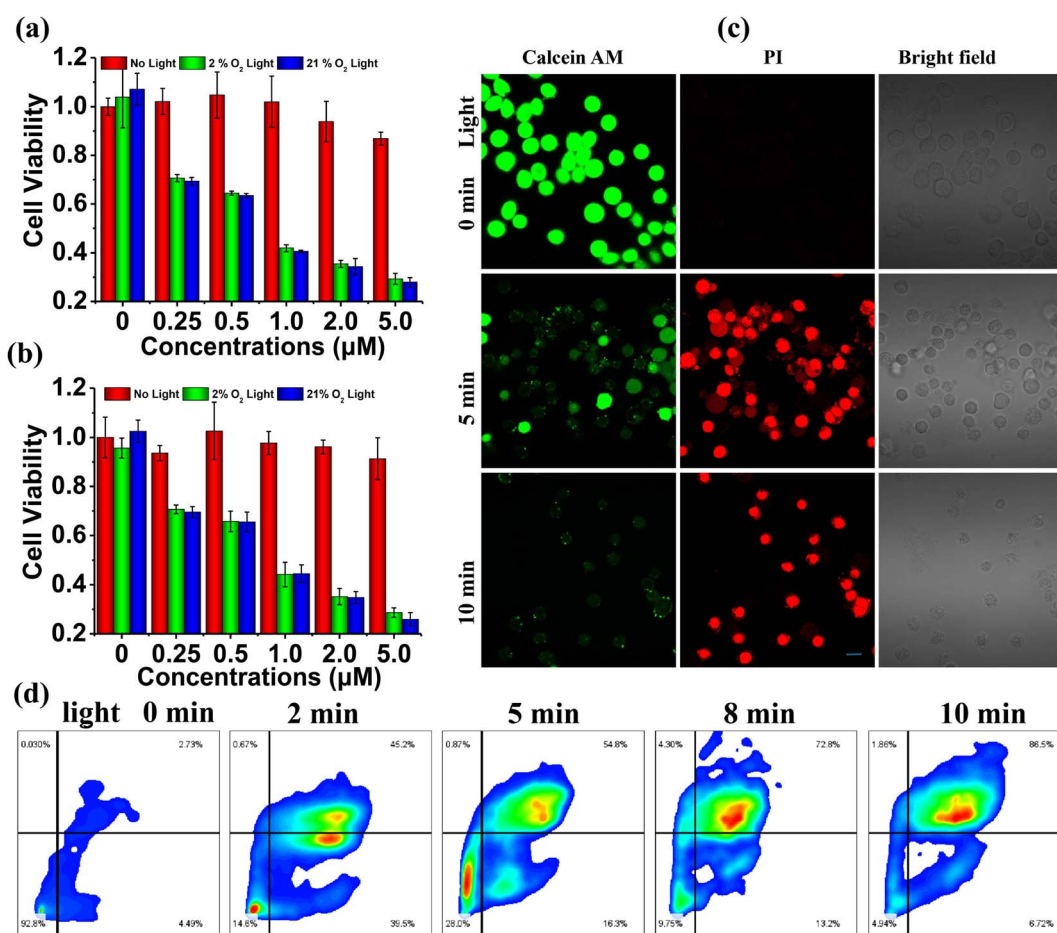 (a)
1.2
1.0
0.8
0.6
0.4
0.2
Cell Viability
No Light 2 % O₂ Light 21 % O₂ Light
0 0.25 0.5 1.0 2.0 5.0
Concentrations (µM)
(b)
1.2
1.0
0.8
0.6
0.4
0.2
Cell Viability
No Light 2% O₂ Light 21% O₂ Light
0 0.25 0.5 1.0 2.0 5.0
Concentrations (µM)
(c)
Calcein AM PI Bright field
Light
0 min
5 min
10 min
(d)
light 0 min 2 min 5 min 8 min 10 min
0.030% 2.73% 0.67% 45.2% 0.87% 54.8% 4.30% 72.8% 1.86% 86.5%
92.8% 4.49% 14.6% 39.5% 28.0% 16.3% 9.75% 13.2% 4.94% 6.72%